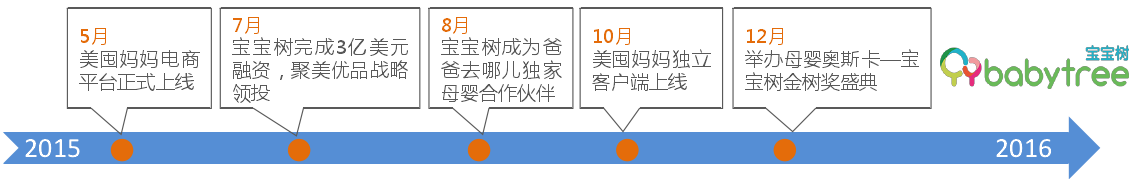 5月
美囤妈妈电商
平台正式上线
7月
宝宝树完成3亿美元
融资，聚美优品战略
领投
8月
宝宝树成为爸
爸去哪儿独家
母婴合作伙伴
10月
美囤妈妈独立
客户端上线
12月
举办母婴奥斯卡—宝
宝树金树奖盛典
宝宝树
babytree
2015
2016